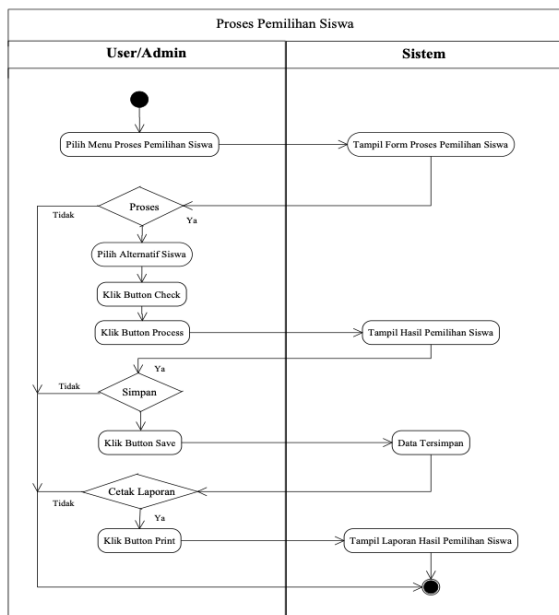 Proses Pemilihan Siswa
User/Admin
Sistem
Pilih Menu Proses Pemilihan Siswa
Tampil Form Proses Pemilihan Siswa
Proses
Tidak
Ya
Pilih Alternatif Siswa
Klik Button Check
Klik Button Process
Tampil Hasil Pemilihan Siswa
Ya
Tidak
Simpan
Klik Button Save
Data Tersimpan
Cetak Laporan
Tidak
Ya
Klik Button Print
Tampil Laporan Hasil Pemilihan Siswa